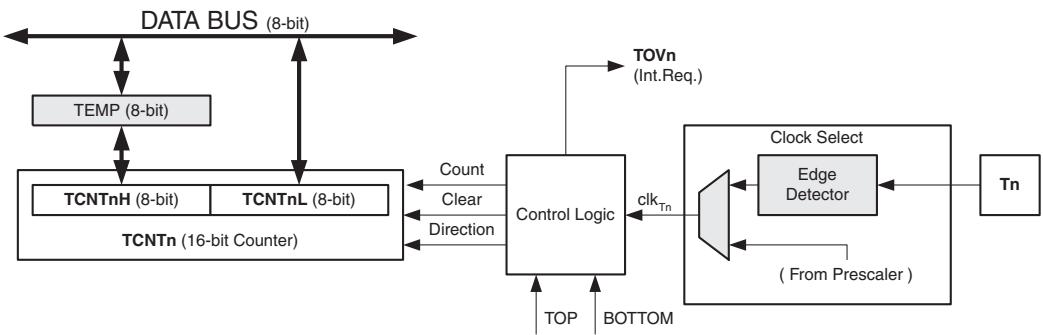 DATA BUS (8-bit)
TOVn
(Int.Req.)
TEMP (8-bit)
Clock Select
Count
Edge
Detector
Tn
TCNTnH (8-bit) TCNTnL (8-bit)
Clear
Control Logic
clkTn
TCNTn (16-bit Counter)
Direction
( From Prescaler )
TOP BOTTOM